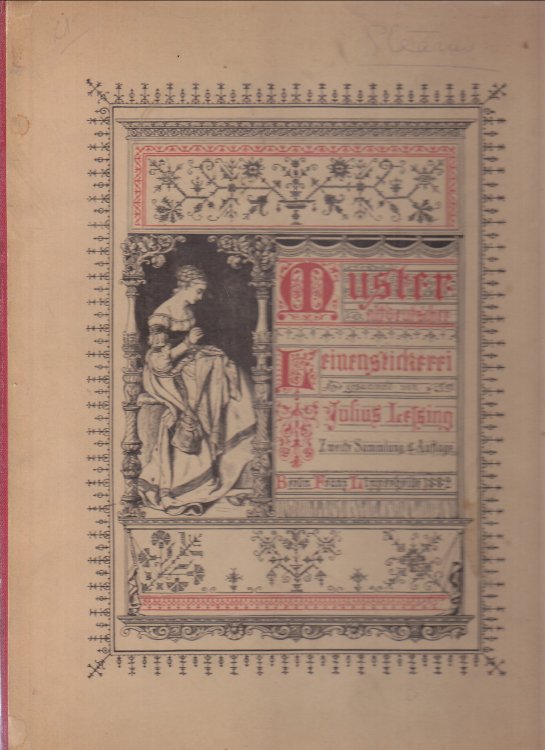 Muster
altdeutscher
Leinenstickerei
gesammelt von
Julius Lessing
Zweite Sammlung. 4. Auflage.
Berlin Franz Lipperheide 1882